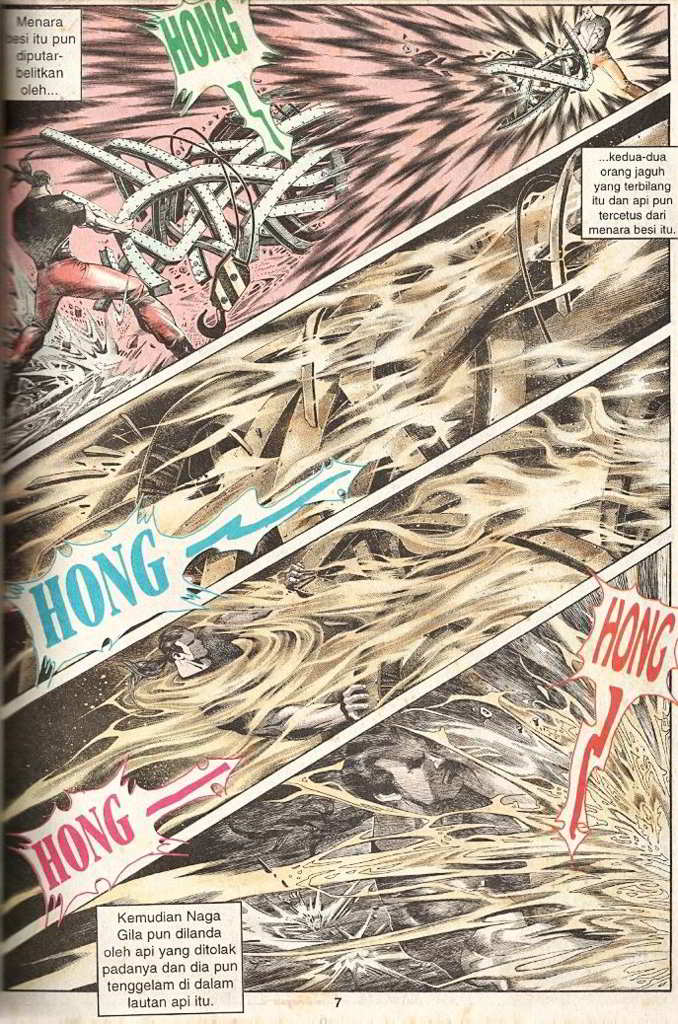 Menara
besi itu pun
diputar-
belitkan
oleh...
HONG
...kedua-dua
orang jaguh
yang terbilang
itu dan api pun
tercetus dari
menara besi itu.
HONG
HONG
HONG
Kemudian Naga
Gila pun dilanda
oleh api yang ditolak
padanya dan dia pun
tenggelam di dalam
lautan api itu.
7